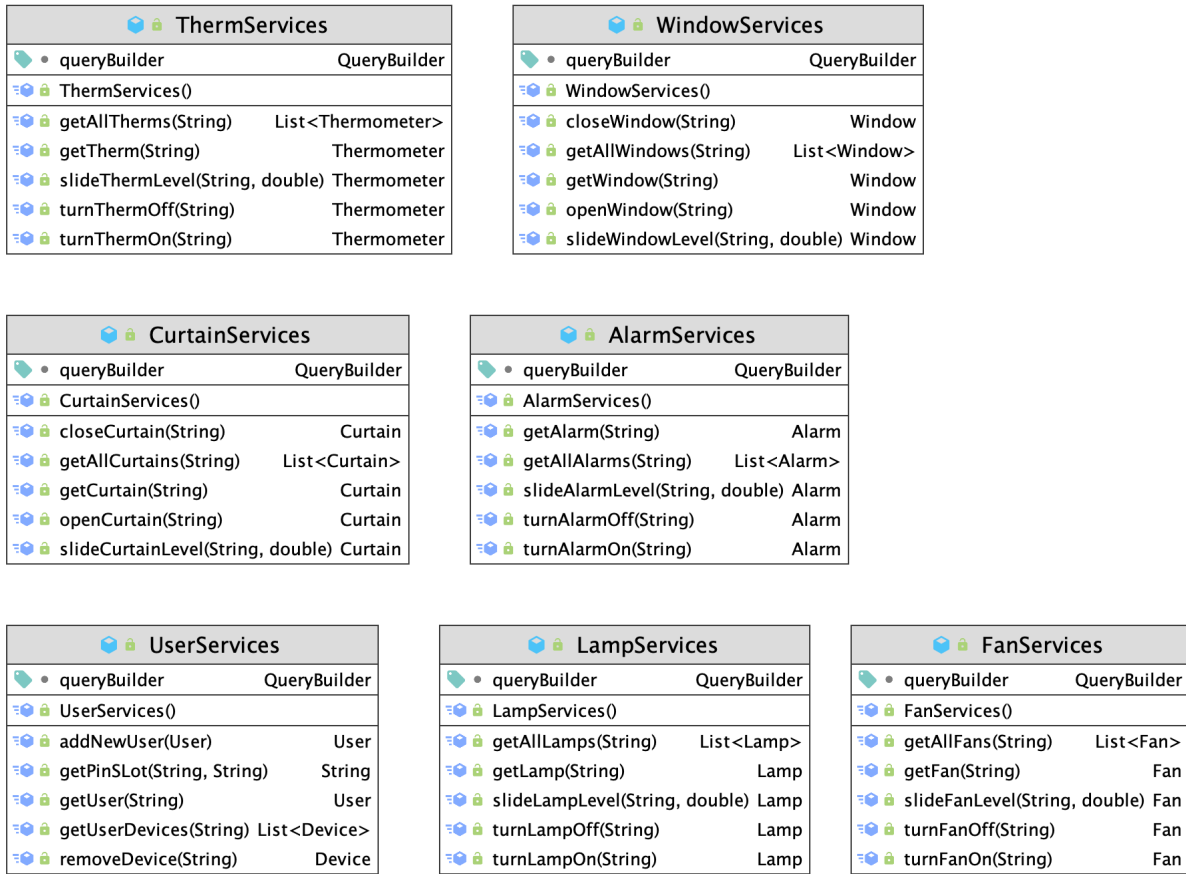 ThermServices
queryBuilder QueryBuilder
ThermServices()
getAllTherms(String) List<Thermometer>
getTherm(String) Thermometer
slideThermLevel(String, double) Thermometer
turnThermOff(String) Thermometer
turnThermOn(String) Thermometer
WindowServices
queryBuilder QueryBuilder
WindowServices()
closeWindow(String) Window
getAllWindows(String) List<Window>
getWindow(String) Window
openWindow(String) Window
slideWindowLevel(String, double) Window
CurtainServices
queryBuilder QueryBuilder
CurtainServices()
closeCurtain(String) Curtain
getAllCurtains(String) List<Curtain>
getCurtain(String) Curtain
openCurtain(String) Curtain
slideCurtainLevel(String, double) Curtain
AlarmServices
queryBuilder QueryBuilder
AlarmServices()
getAlarm(String) Alarm
getAllAlarms(String) List<Alarm>
slideAlarmLevel(String, double) Alarm
turnAlarmOff(String) Alarm
turnAlarmOn(String) Alarm
UserServices
queryBuilder QueryBuilder
UserServices()
addNewUser(User) User
getPinSLot(String, String) String
getUser(String) User
getUserDevices(String) List<Device>
removeDevice(String) Device
LampServices
queryBuilder QueryBuilder
LampServices()
getAllLamps(String) List<Lamp>
getLamp(String) Lamp
slideLampLevel(String, double) Lamp
turnLampOff(String) Lamp
turnLampOn(String) Lamp
FanServices
queryBuilder QueryBuilder
FanServices()
getAllFans(String) List<Fan>
getFan(String) Fan
slideFanLevel(String, double) Fan
turnFanOff(String) Fan
turnFanOn(String) Fan